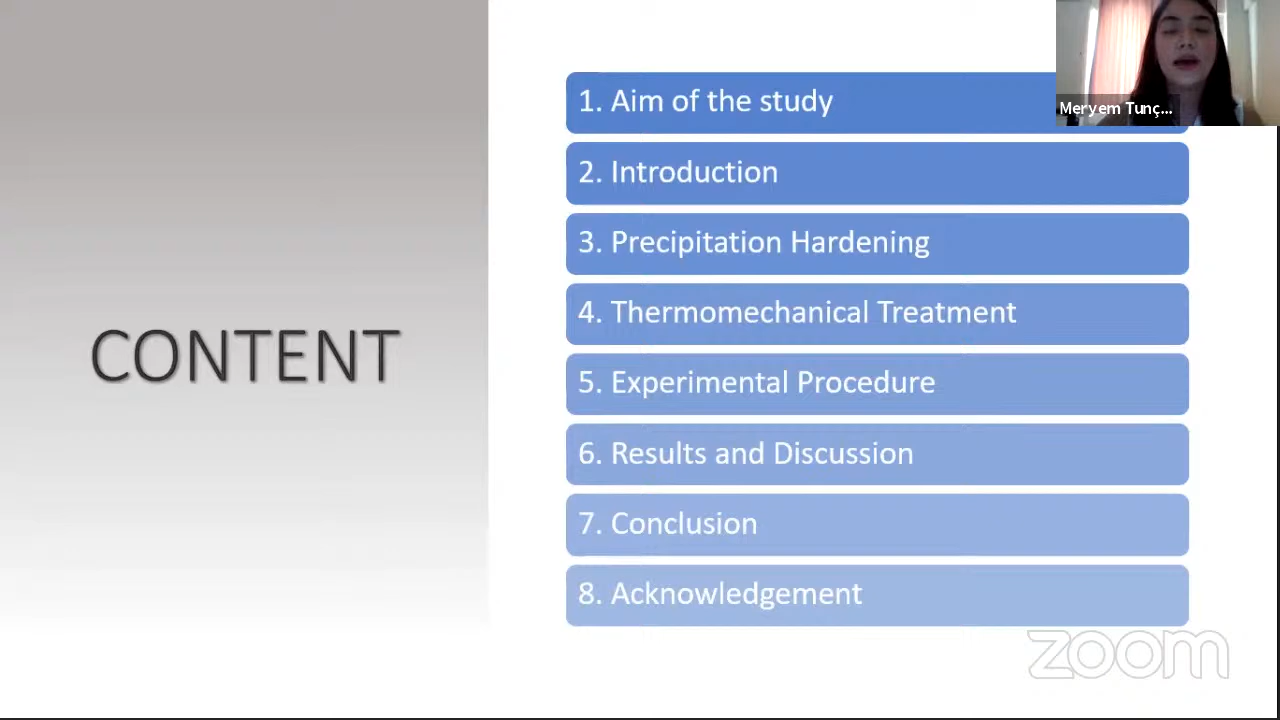 CONTENT
1. Aim of the study
2. Introduction
3. Precipitation Hardening
4. Thermomechanical Treatment
5. Experimental Procedure
6. Results and Discussion
7. Conclusion
8. Acknowledgement
Meryem Tunç...
zoom